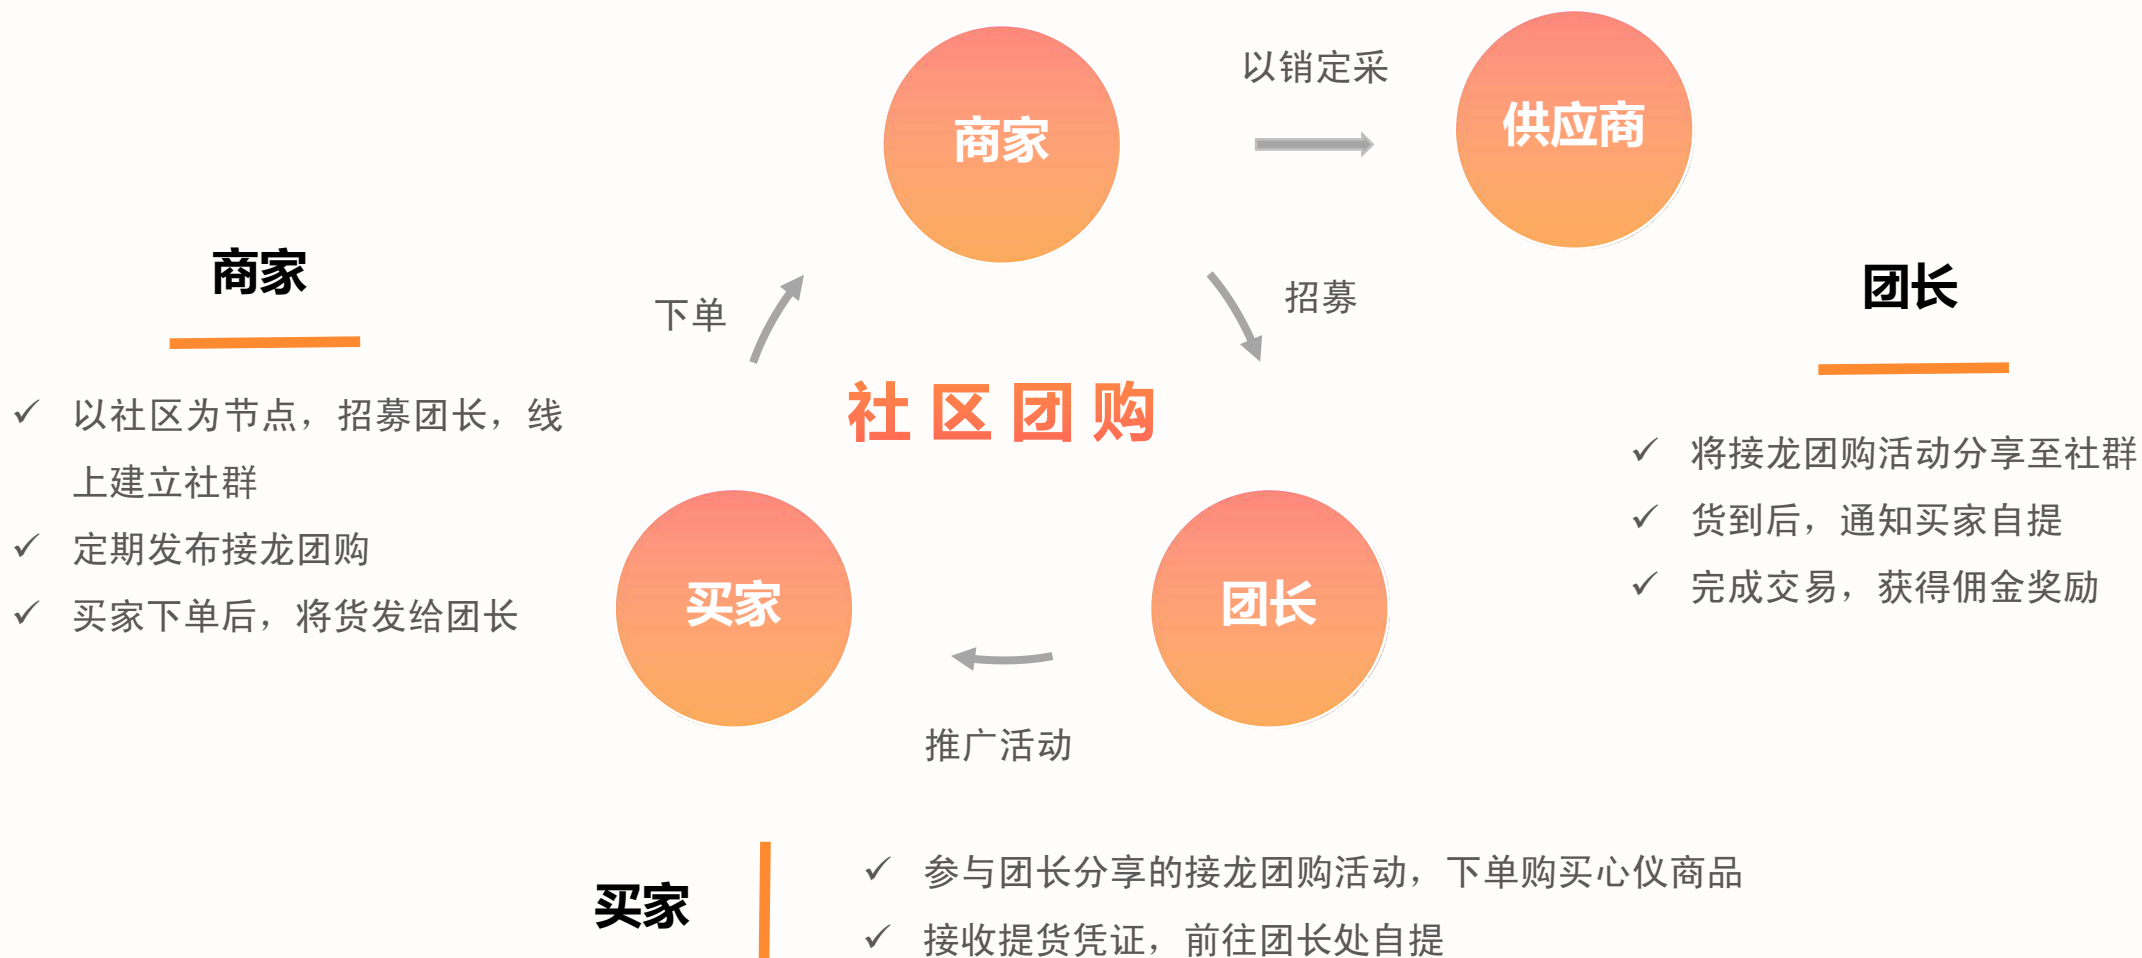 商家
以销定采
供应商
下单
招募
社区团购
买家
团长
推广活动
商家
✓ 以社区为节点，招募团长，线
上建立社群
✓ 定期发布接龙团购
✓ 买家下单后，将货发给团长
团长
✓ 将接龙团购活动分享至社群
✓ 货到后，通知买家自提
✓ 完成交易，获得佣金奖励
买家
✓ 参与团长分享的接龙团购活动，下单购买心仪商品
✓ 接收提货凭证，前往团长处自提